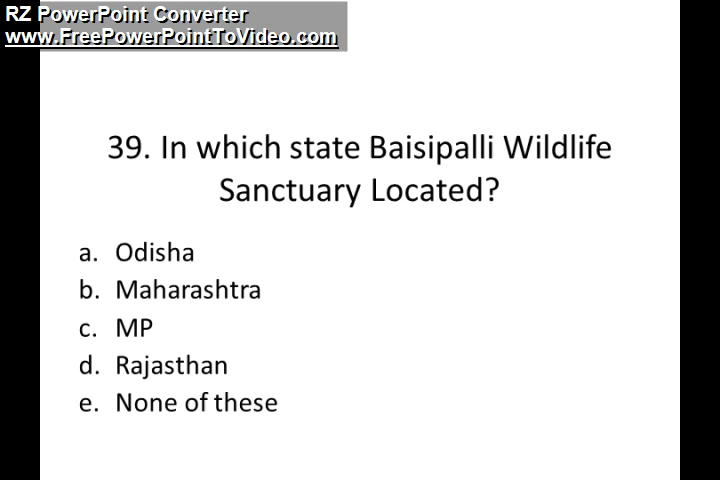 RZ PowerPoint Converter
www.FreePowerPointToVideo.com
39. In which state Baisipalli Wildlife
Sanctuary Located?
a. Odisha
b. Maharashtra
c. MP
d. Rajasthan
e. None of these